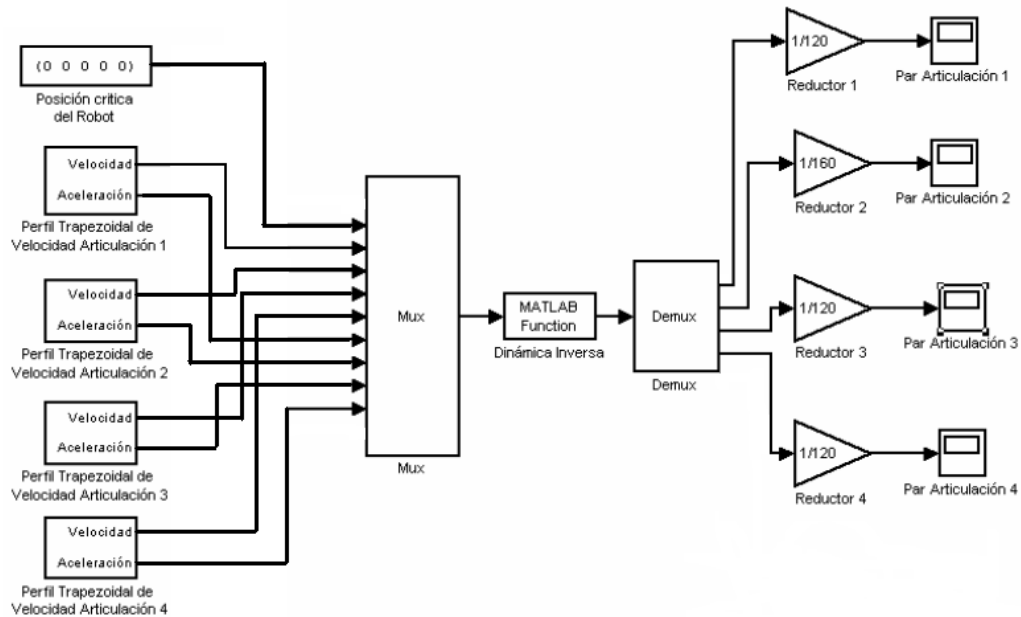 (0 0 0 0 0)
Posición critica
del Robot
Velocidad
Aceleración
Perfil Trapezoidal de
Velocidad Articulación 1
Velocidad
Aceleración
Perfil Trapezoidal de
Velocidad Articulación 2
Velocidad
Aceleración
Perfil Trapezoidal de
Velocidad Articulación 3
Velocidad
Aceleración
Perfil Trapezoidal de
Velocidad Articulación 4
Mux
Mux
MATLAB
Function
Dinámica Inversa
Demux
Demux
1/120
Reductor 1
Par Articulación 1
1/160
Reductor 2
Par Articulación 2
1/120
Reductor 3
Par Articulación 3
1/120
Reductor 4
Par Articulación 4